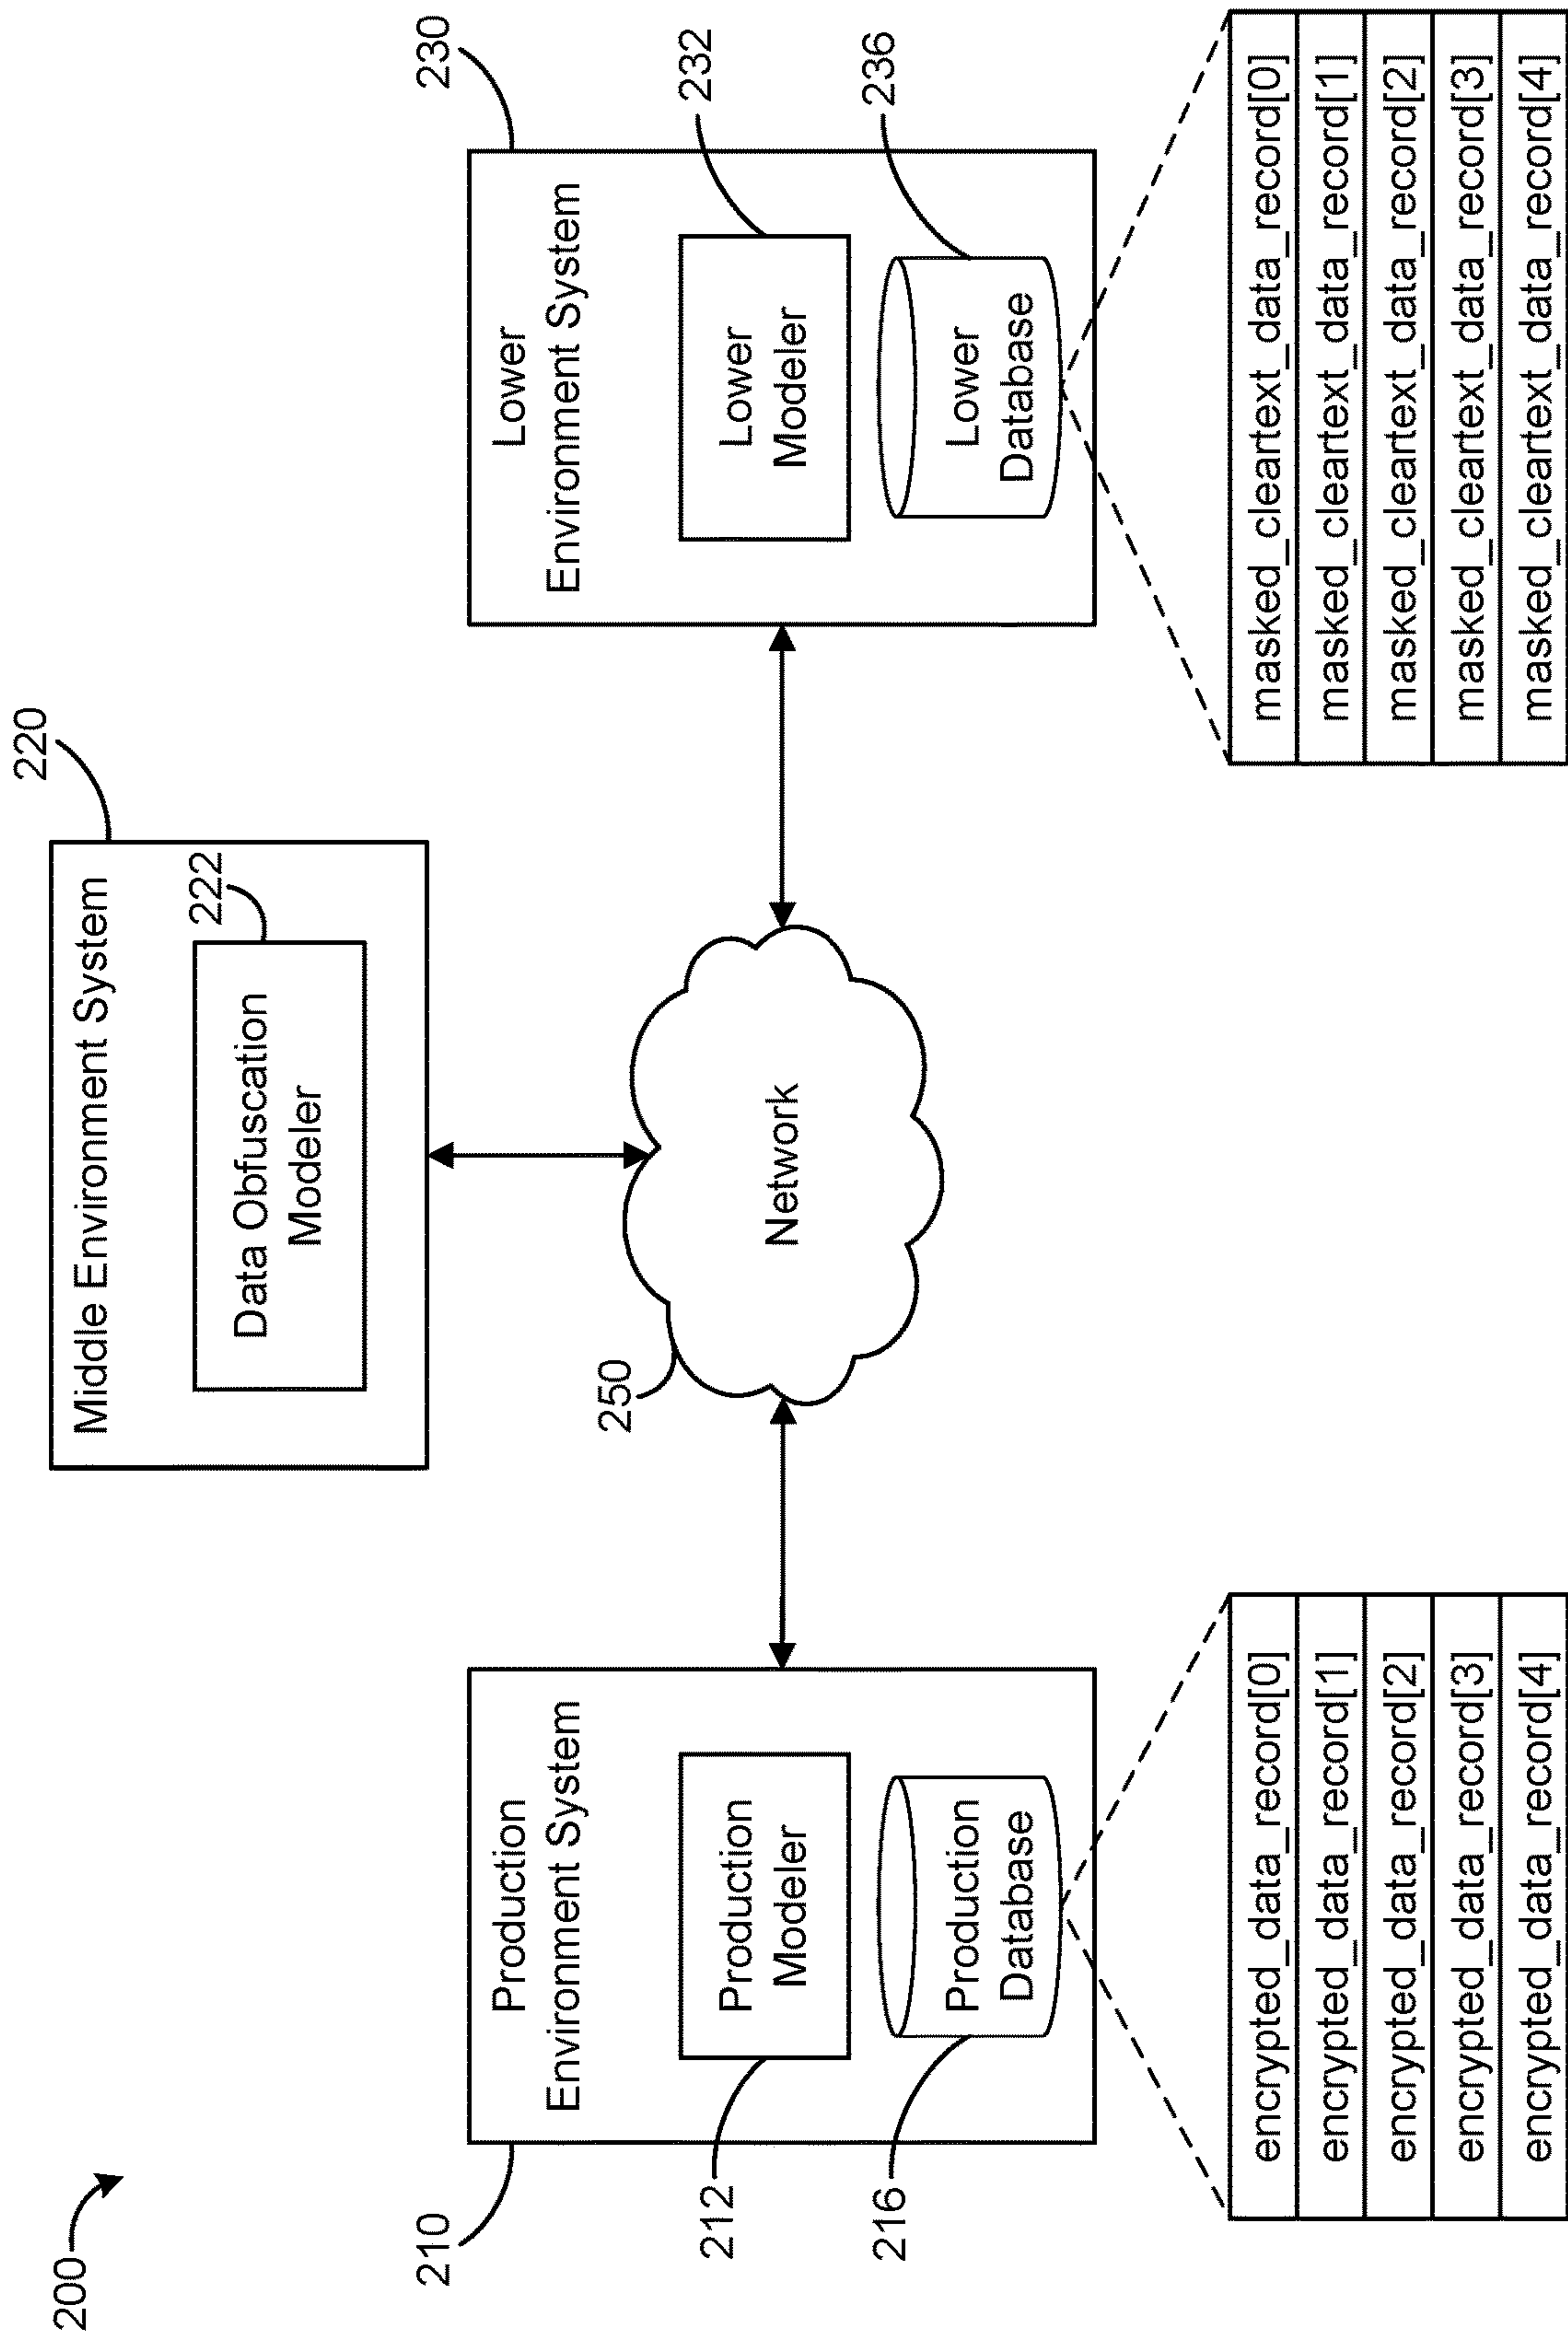 200
220
Middle Environment System
222
Data Obfuscation
Modeler
210
Production
Environment System
212
Production
Modeler
216
Production
Database
250
Network
230
Lower
Environment System
232
Lower
Modeler
236
Lower
Database
encrypted_data_record[0]
encrypted_data_record[1]
encrypted_data_record[2]
encrypted_data_record[3]
encrypted_data_record[4]
masked_cleartext_data_record[0]
masked_cleartext_data_record[1]
masked_cleartext_data_record[2]
masked_cleartext_data_record[3]
masked_cleartext_data_record[4]